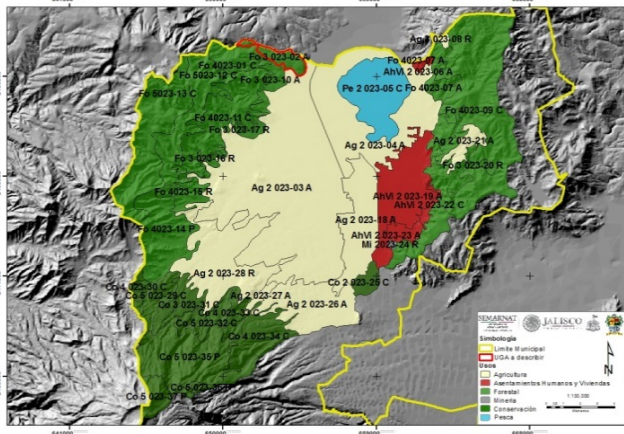 Ag 2 023-08 R
Fo 3 023-02 A
Fo 4023-01 C
Fo 4023-07 A
AhVi 2 023-06 A
Fo 5023-12 C
Fo 3 023-10 A
Fo 5023-13 C
Pe 2 023-05 C
Fo 4023-07 A
Fo 4023-09 C
Fo 4023-11 C
Fo 3 023-17 R
Ag 2 023-21 A
Ag 2 023-04 A
Fo 3 023-16 R
Fo 3 023-20 R
Ag 2 023-03 A
Fo 4023-15 R
AhVi 2 023-19 A
AhVi 2 023-22 C
Ag 2 023-18 A
Fo 4023-14 P
AhVi 2 023-23 A
Mi 2023-24 R
Ag 2 023-28 R
Co 2 023-25 C
Co 4 023-30 C
Co 5 023-29 C
Ag 2 023-27 A
Co 3 023-31 C
Ag 2 023-26 A
Co 4 023-33 C
Co 5 023-32 C
Co 4 023-34 C
Co 5 023-35 P
Co 5 023-37 P
SEMARNAT
JALISCO
Simbología
Limite Municipal
UGA a describir
Usos
Agricultura
Asentamientos Humanos y Viviendas
Forestal
Minería
Conservación
Pesca